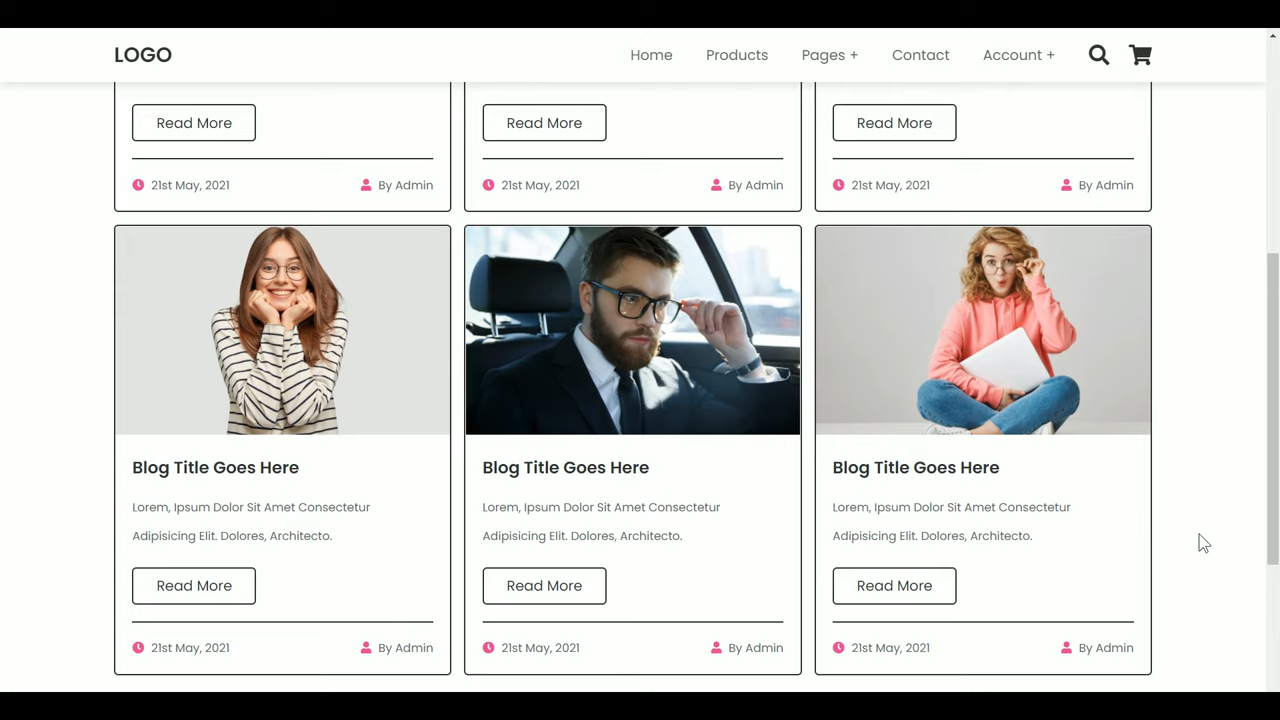 LOGO Home Products Pages + Contact Account +
Read More Read More Read More
21st May, 2021 By Admin 21st May, 2021 By Admin 21st May, 2021 By Admin
Blog Title Goes Here Blog Title Goes Here Blog Title Goes Here
Lorem, Ipsum Dolor Sit Amet Consectetur Lorem, Ipsum Dolor Sit Amet Consectetur Lorem, Ipsum Dolor Sit Amet Consectetur
Adipisicing Elit. Dolores, Architecto. Adipisicing Elit. Dolores, Architecto. Adipisicing Elit. Dolores, Architecto.
Read More Read More Read More
21st May, 2021 By Admin 21st May, 2021 By Admin 21st May, 2021 By Admin